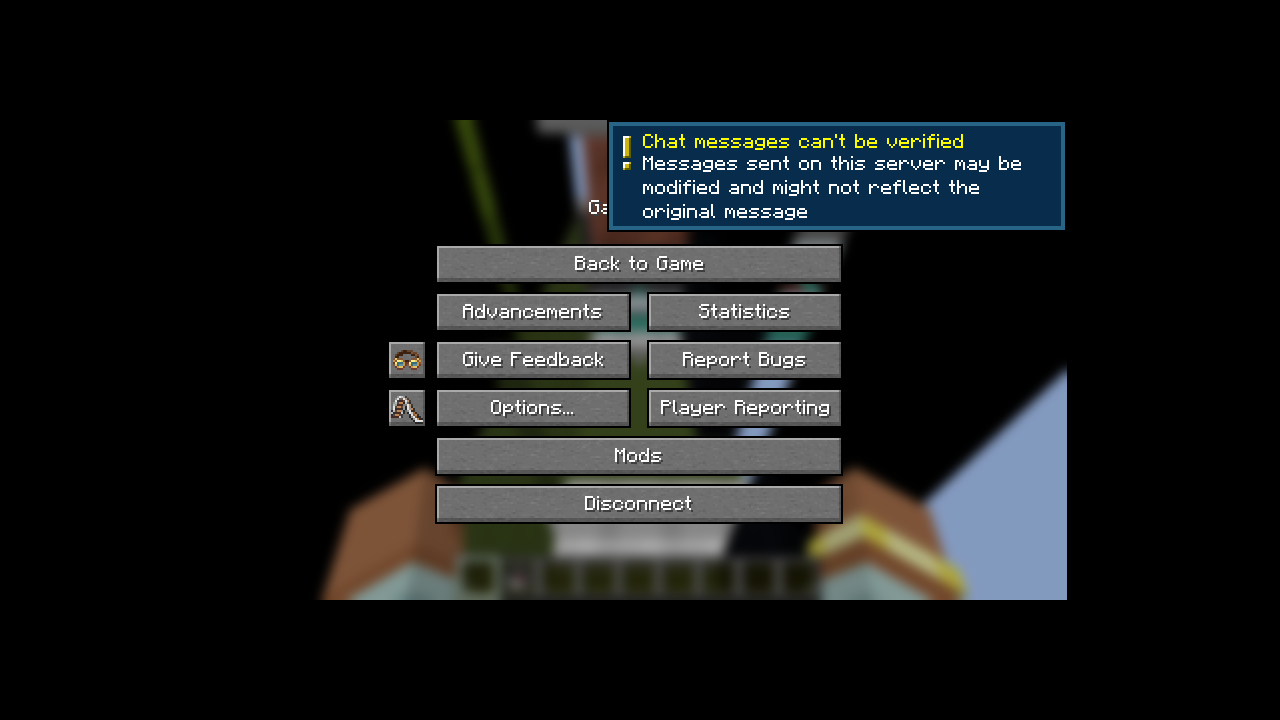 Chat messages can't be verified
Messages sent on this server may be
modified and might not reflect the
original message
Ga
Back to Game
Advancements
Statistics
Give Feedback
Report Bugs
Options...
Player Reporting
Mods
Disconnect